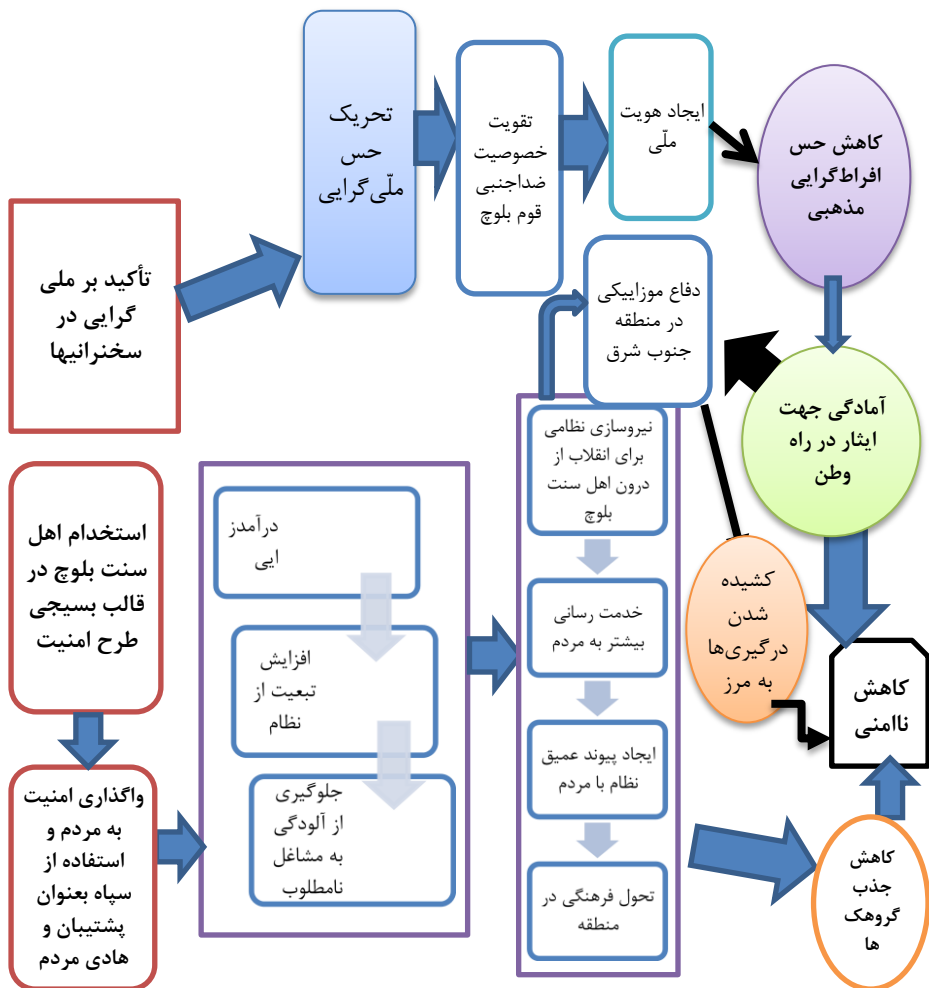 تأکید بر ملی
گرایی در
سخنرانیها
تحریک
حس
ملّی‌گرایی
تقویت
خصوصیت
ضداجنبی
قوم بلوچ
ایجاد هویت
ملّی
کاهش حس
افراط‌گرایی
مذهبی
آمادگی جهت
ایثار در راه
وطن
دفاع موزاییکی
در منطقه
جنوب شرق
کشیده
شدن
درگیری‌ها
به مرز
کاهش
ناامنی
استخدام اهل
سنت بلوچ در
قالب بسیجی
طرح امنیت
واگذاری امنیت
به مردم و
استفاده از
سپاه بعنوان
پشتیبان و
هادی مردم
درآمدز
ایی
افزایش
تبعیت از
نظام
جلوگیری
از آلودگی
به مشاغل
نامطلوب
نیروسازی نظامی
برای انقلاب از
درون اهل سنت
بلوچ
خدمت رسانی
بیشتر به مردم
ایجاد پیوند عمیق
نظام با مردم
تحول فرهنگی در
منطقه
کاهش
جذب
گروهک
ها